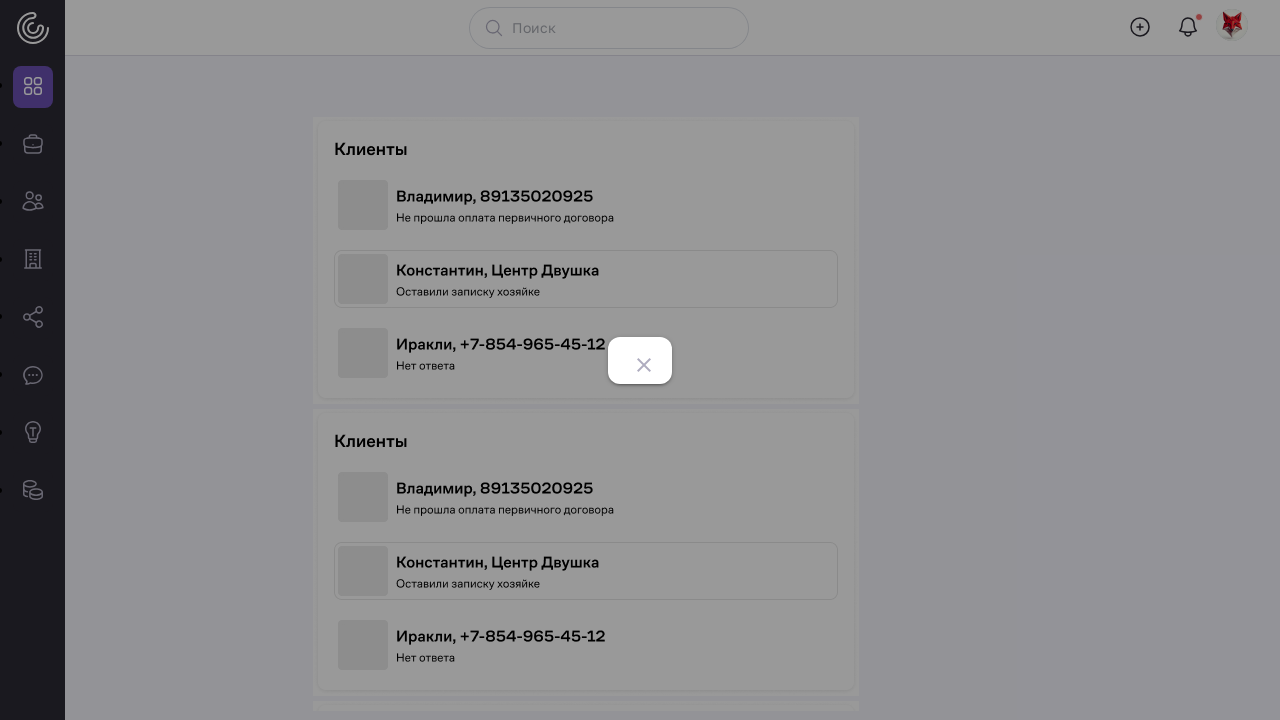 Поиск
Клиенты
Владимир, 89135020925
Не прошла оплата первичного договора
Константин, Центр Двушка
Оставили записку хозяйке
Иракли, +7-854-965-45-12
Нет ответа
Клиенты
Владимир, 89135020925
Не прошла оплата первичного договора
Константин, Центр Двушка
Оставили записку хозяйке
Иракли, +7-854-965-45-12
Нет ответа